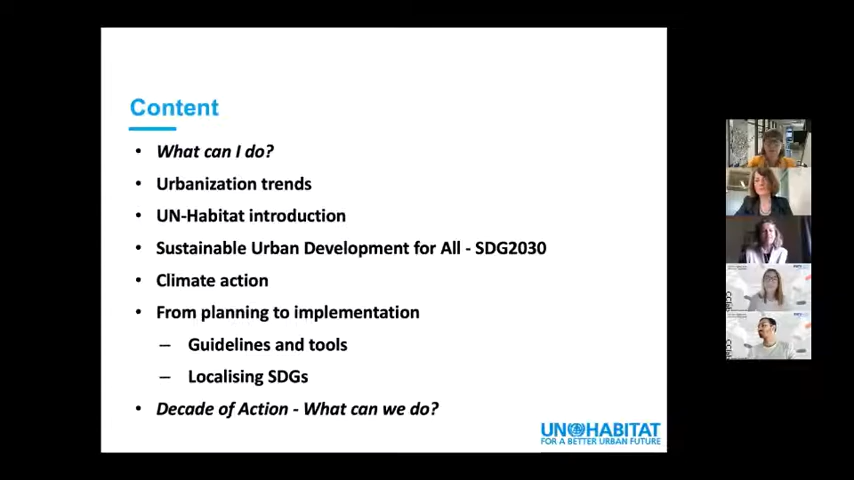 Content
• What can I do?
• Urbanization trends
• UN-Habitat introduction
• Sustainable Urban Development for All - SDG2030
• Climate action
• From planning to implementation
– Guidelines and tools
– Localising SDGs
• Decade of Action - What can we do?
UN HABITAT
FOR A BETTER URBAN FUTURE